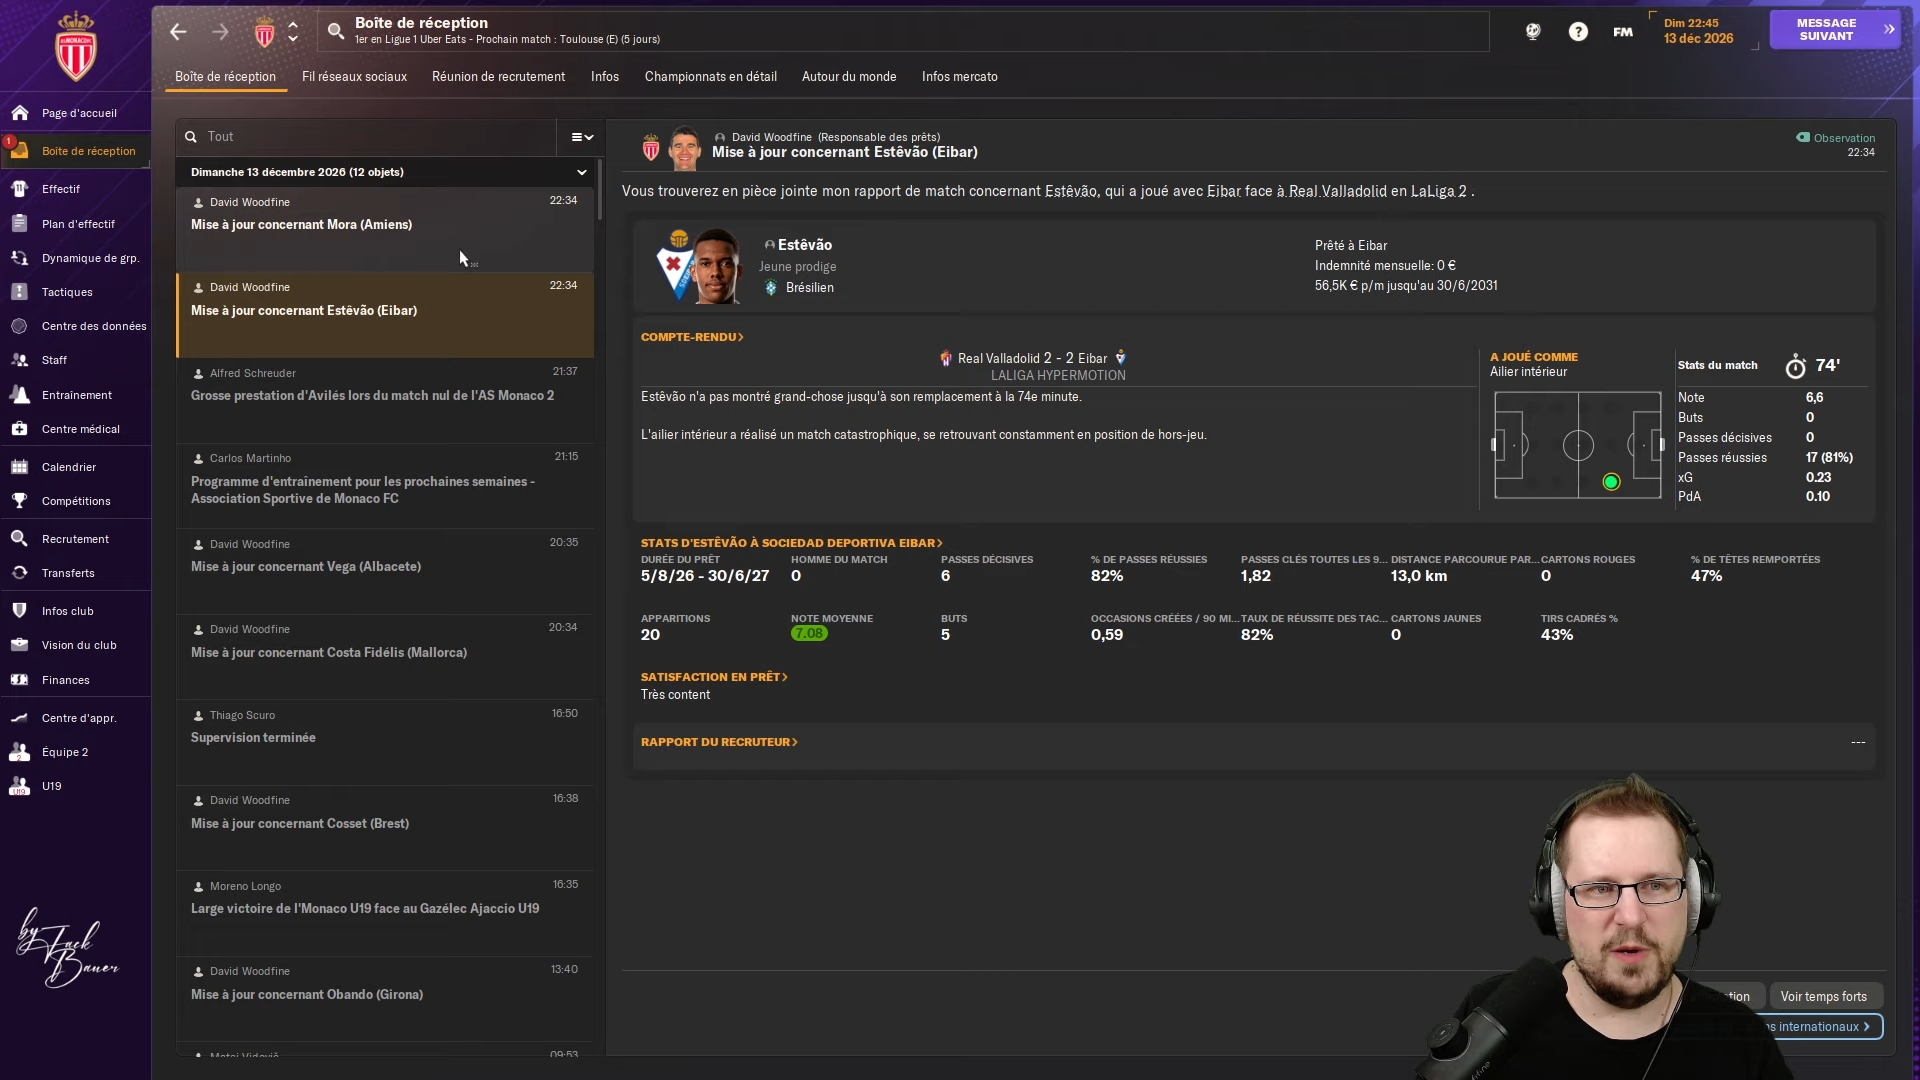 Boîte de réception
1er en Ligue 1 Uber Eats - Prochain match : Toulouse (E) (5 jours)
FM
Dim 22:45
13 déc 2026
MESSAGE
SUIVANT
Boîte de réception
Fil réseaux sociaux
Réunion de recrutement
Infos
Championnats en détail
Autour du monde
Infos mercato
Page d'accueil
1
Boîte de réception
Effectif
Plan d'effectif
Dynamique de grp.
Tactiques
Centre des données
Staff
Entraînement
Centre médical
Calendrier
Compétitions
Recrutement
Transferts
Infos club
Vision du club
Finances
Centre d'appr.
Équipe 2
U19
by Jack
Bauer
Tout
Dimanche 13 décembre 2026 (12 objets)
David Woodfine 22:34
Mise à jour concernant Mora (Amiens)
David Woodfine 22:34
Mise à jour concernant Estêvão (Eibar)
Alfred Schreuder 21:37
Grosse prestation d'Avilés lors du match nul de l'AS Monaco 2
Carlos Martinho 21:15
Programme d'entrainement pour les prochaines semaines -
Association Sportive de Monaco FC
David Woodfine 20:35
Mise à jour concernant Vega (Albacete)
David Woodfine 20:34
Mise à jour concernant Costa Fidélis (Mallorca)
Thiago Scuro 16:50
Supervision terminée
David Woodfine 16:38
Mise à jour concernant Cosset (Brest)
Moreno Longo 16:35
Large victoire de l'Monaco U19 face au Gazélec Ajaccio U19
David Woodfine 13:40
Mise à jour concernant Obando (Girona)
09:53
David Woodfine (Responsable des prêts)
Mise à jour concernant Estêvão (Eibar)
Observation
22:34
Vous trouverez en pièce jointe mon rapport de match concernant Estêvão, qui a joué avec Eibar face à Real Valladolid en LaLiga 2 .
Estêvão
Jeune prodige
Brésilien
Prêté à Eibar
Indemnité mensuelle: 0 €
56,5K € p/m jusqu'au 30/6/2031
COMPTE-RENDU
Real Valladolid 2 - 2 Eibar
LALIGA HYPERMOTION
Estêvão n'a pas montré grand-chose jusqu'à son remplacement à la 74e minute.
L'ailier intérieur a réalisé un match catastrophique, se retrouvant constamment en position de hors-jeu.
A JOUÉ COMME
Ailier intérieur
Stats du match 74'
Note 6,6
Buts 0
Passes décisives 0
Passes réussies 17 (81%)
xG 0.23
PdA 0.10
STATS D'ESTÊVÃO À SOCIEDAD DEPORTIVA EIBAR
DURÉE DU PRÊT HOMME DU MATCH PASSES DÉCISIVES % DE PASSES RÉUSSIES PASSES CLÉS TOUTES LES 9... DISTANCE PARCOURUE PAR... CARTONS ROUGES % DE TÊTES REMPORTÉES
5/8/26 - 30/6/27 0 6 82% 1,82 13,0 km 0 47%
APPARITIONS NOTE MOYENNE BUTS OCCASIONS CRÉÉES / 90 MI... TAUX DE RÉUSSITE DES TAC... CARTONS JAUNES TIRS CADRÉS %
20 7.08 5 0,59 82% 0 43%
SATISFACTION EN PRÊT
Très content
RAPPORT DU RECRUTEUR ---
Voir temps forts
internationaux